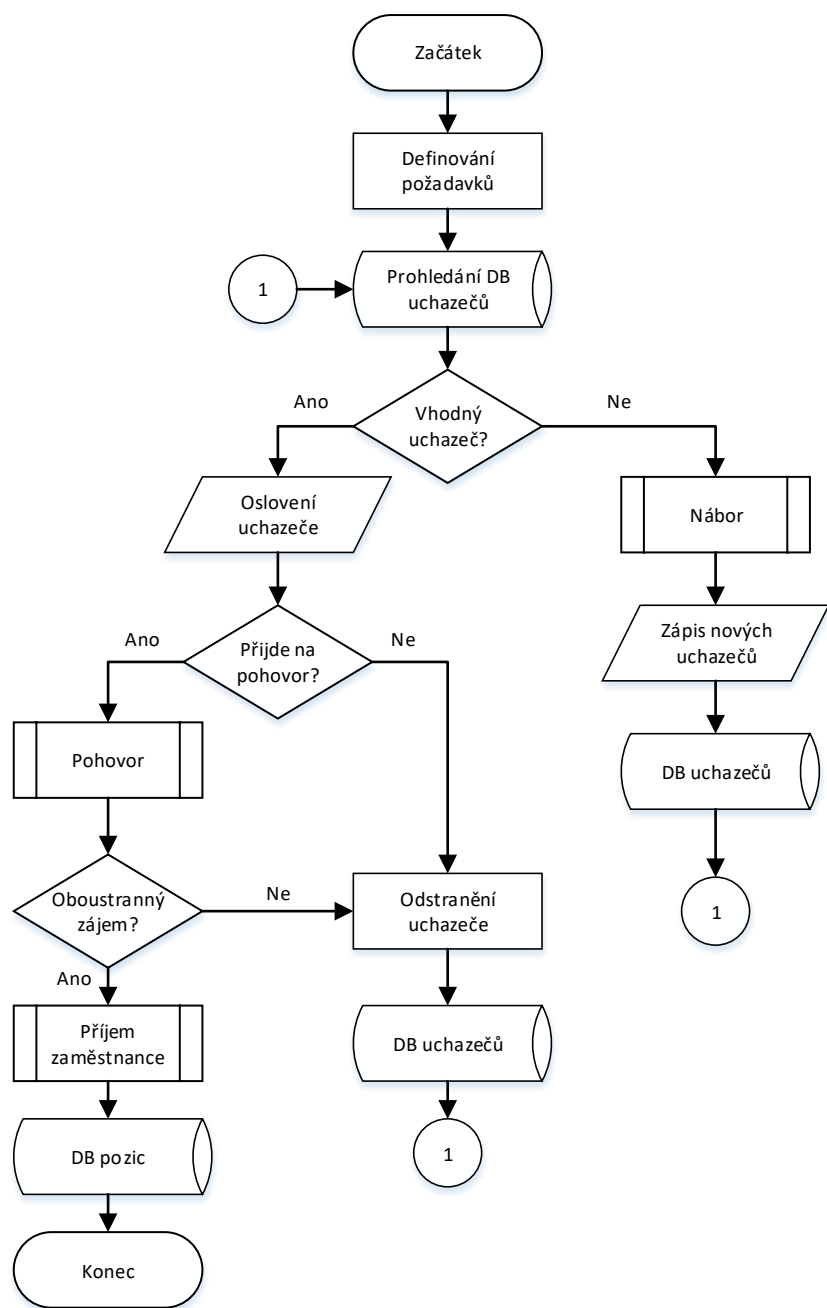 Začátek
Definování
požadavků
1
Prohledání DB
uchazečů
Ano
Vhodný
uchazeč?
Ne
Oslovení
uchazeče
Nábor
Ano
Přijde na
pohovor?
Ne
Zápis nových
uchazečů
Pohovor
DB uchazečů
Oboustranný
zájem?
Ne
Odstranění
uchazeče
1
Ano
Příjem
zaměstnance
DB uchazečů
DB pozic
1
Konec